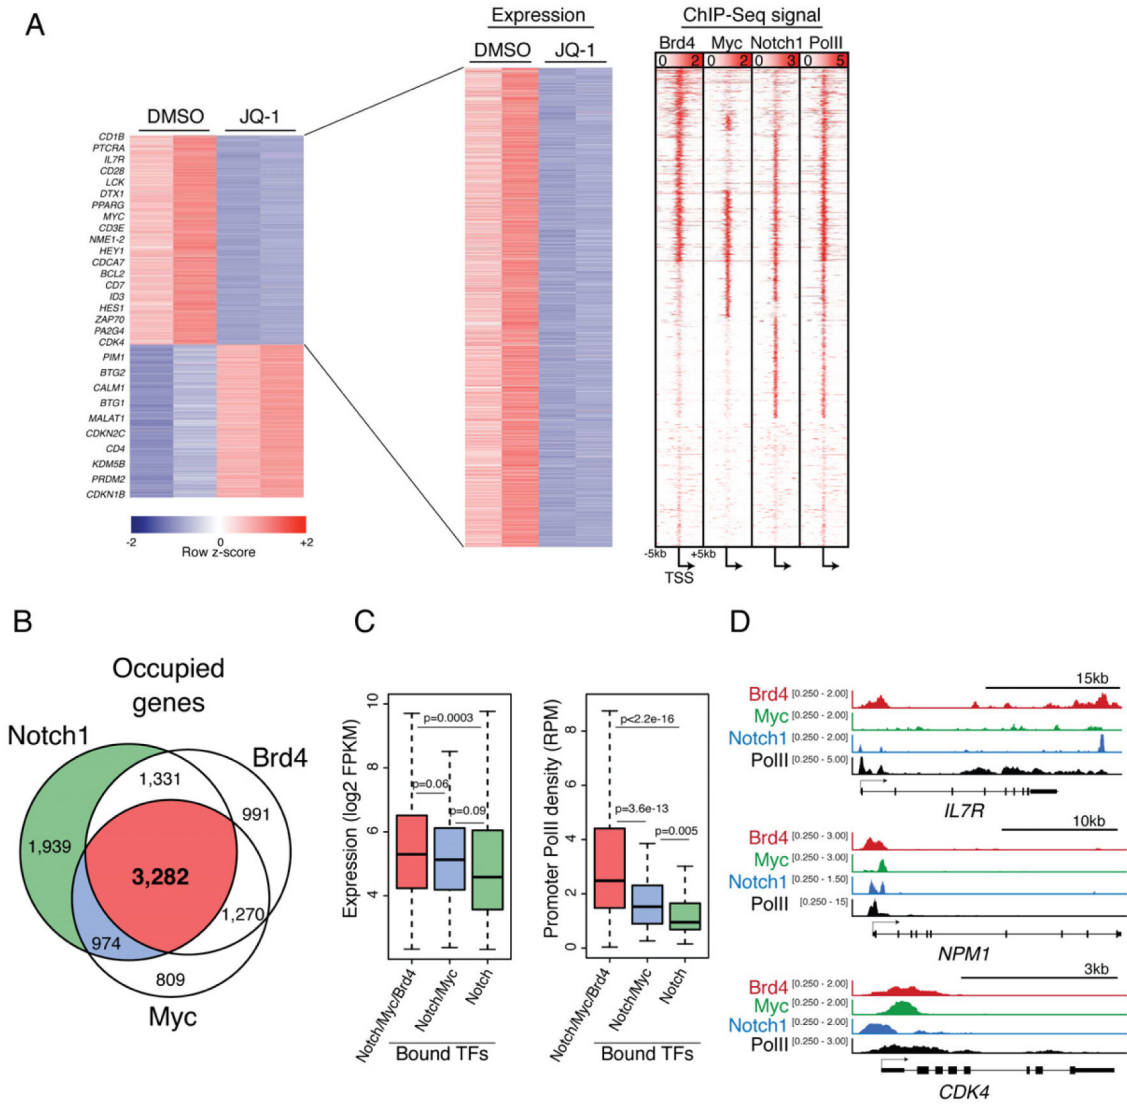 A
DMSO JQ-1
CD1B
PTCRA
IL7R
CD28
LCK
DTX1
PPARG
MYC
CD3E
NME1-2
HEY1
CDCA7
BCL2
CD7
ID3
HES1
ZAP70
PA2G4
CDK4
PIM1
BTG2
CALM1
BTG1
MALAT1
CDKN2C
CD4
KDM5B
PRDM2
CDKN1B
-2 0 +2
Row z-score
Expression
DMSO JQ-1
ChIP-Seq signal
Brd4 Myc Notch1 PolII
0 2 0 2 0 3 0 5
-5kb +5kb
TSS
B
Occupied
genes
Notch1
Brd4
1,331
991
1,939
3,282
1,270
974
809
Myc
C
Expression (log2 FPKM)
10
8
6
4
p=0.0003
p=0.06
p=0.09
Notch/Myc/Brd4
Notch/Myc
Notch
Bound TFs
Promoter PolII density (RPM)
8
6
4
2
0
p<2.2e-16
p=3.6e-13
p=0.005
Notch/Myc/Brd4
Notch/Myc
Notch
Bound TFs
D
15kb
Brd4 [0.250 - 2.00]
Myc [0.250 - 2.00]
Notch1 [0.250 - 2.00]
PolII [0.250 - 5.00]
IL7R
10kb
Brd4 [0.250 - 3.00]
Myc [0.250 - 3.00]
Notch1 [0.250 - 1.50]
PolII [0.250 - 15]
NPM1
3kb
Brd4 [0.250 - 2.00]
Myc [0.250 - 2.00]
Notch1 [0.250 - 2.00]
PolII [0.250 - 3.00]
CDK4